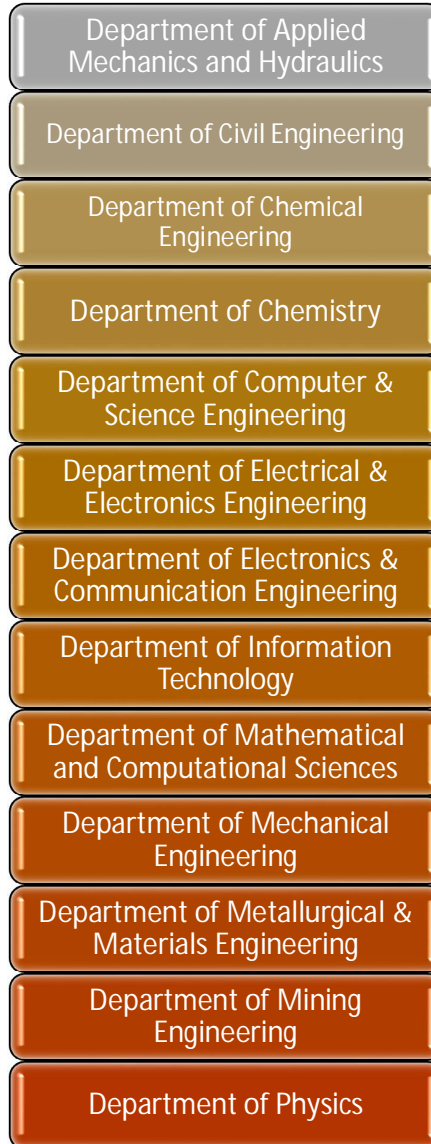 Department of Applied
Mechanics and Hydraulics
Department of Civil Engineering
Department of Chemical
Engineering
Department of Chemistry
Department of Computer &
Science Engineering
Department of Electrical &
Electronics Engineering
Department of Electronics &
Communication Engineering
Department of Information
Technology
Department of Mathematical
and Computational Sciences
Department of Mechanical
Engineering
Department of Metallurgical &
Materials Engineering
Department of Mining
Engineering
Department of Physics